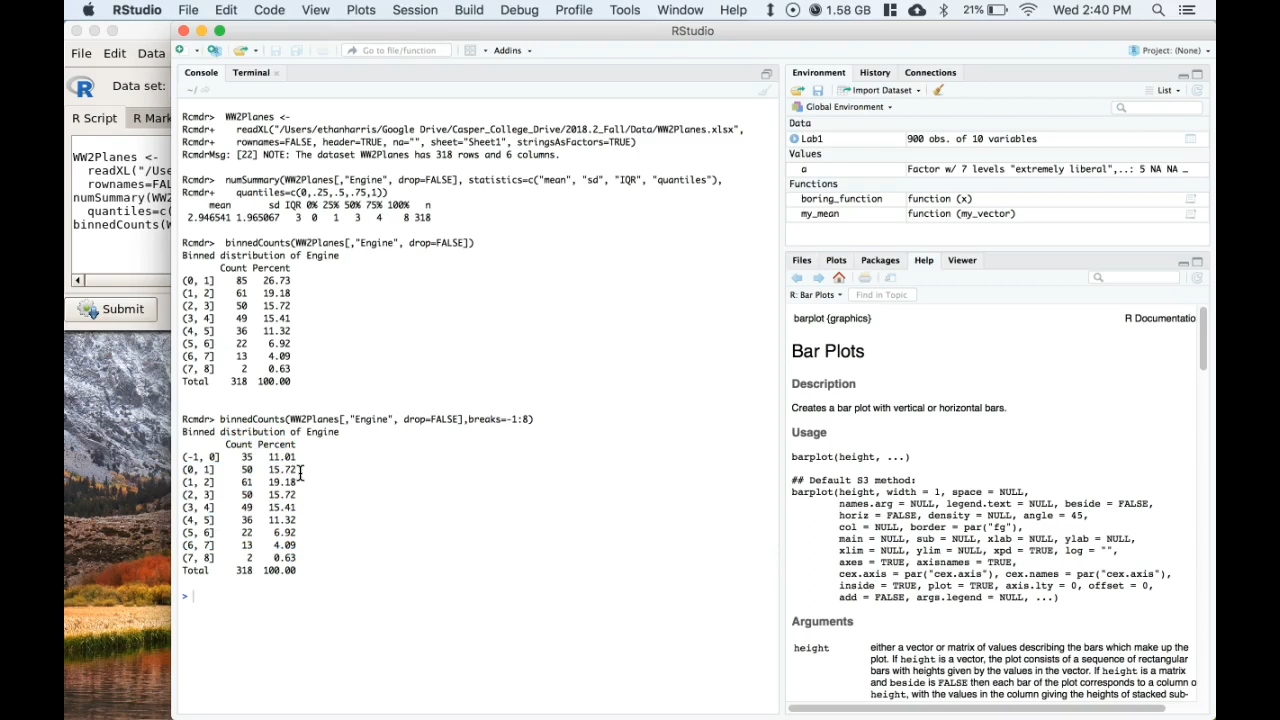 RStudio File Edit Code View Plots Session Build Debug Profile Tools Window Help 1.58 GB 21% Wed 2:40 PM
RStudio
File Edit Data
Go to file/function Addins
Project: (None)
Data set:
R Script R Mark
WW2Planes <-
readXL("/Use
rownames=FAL
numSummary(WW2
quantiles=c(
binnedCounts(W
Submit
Console Terminal
~/
Rcmdr> WW2Planes <-
Rcmdr+ readXL("/Users/ethanharris/Google Drive/Casper_College_Drive/2018.2_Fall/Data/WW2Planes.xlsx",
Rcmdr+ rownames=FALSE, header=TRUE, na="", sheet="Sheet1", stringsAsFactors=TRUE)
RcmdrMsg: [22] NOTE: The dataset WW2Planes has 318 rows and 6 columns.
Rcmdr> numSummary(WW2Planes[,"Engine", drop=FALSE], statistics=c("mean", "sd", "IQR", "quantiles"),
Rcmdr+ quantiles=c(0,.25,.5,.75,1))
mean sd IQR 0% 25% 50% 75% 100% n
2.946541 1.965067 3 0 1 3 4 8 318
Rcmdr> binnedCounts(WW2Planes[,"Engine", drop=FALSE])
Binned distribution of Engine
Count Percent
(0, 1] 85 26.73
(1, 2] 61 19.18
(2, 3] 50 15.72
(3, 4] 49 15.41
(4, 5] 36 11.32
(5, 6] 22 6.92
(6, 7] 13 4.09
(7, 8] 2 0.63
Total 318 100.00
Rcmdr> binnedCounts(WW2Planes[,"Engine", drop=FALSE],breaks=-1:8)
Binned distribution of Engine
Count Percent
(-1, 0] 35 11.01
(0, 1] 50 15.72
(1, 2] 61 19.18
(2, 3] 50 15.72
(3, 4] 49 15.41
(4, 5] 36 11.32
(5, 6] 22 6.92
(6, 7] 13 4.09
(7, 8] 2 0.63
Total 318 100.00
>
Environment History Connections
Import Dataset List
Global Environment
Data
Lab1 900 obs. of 10 variables
Values
a Factor w/ 7 levels "extremely liberal",..: 5 NA NA …
Functions
boring_function function (x)
my_mean function (my_vector)
Files Plots Packages Help Viewer
R: Bar Plots Find in Topic
barplot {graphics} R Documentatio
Bar Plots
Description
Creates a bar plot with vertical or horizontal bars.
Usage
barplot(height, ...)
## Default S3 method:
barplot(height, width = 1, space = NULL,
names.arg = NULL, legend.text = NULL, beside = FALSE,
horiz = FALSE, density = NULL, angle = 45,
col = NULL, border = par("fg"),
main = NULL, sub = NULL, xlab = NULL, ylab = NULL,
xlim = NULL, ylim = NULL, xpd = TRUE, log = "",
axes = TRUE, axisnames = TRUE,
cex.axis = par("cex.axis"), cex.names = par("cex.axis"),
inside = TRUE, plot = TRUE, axis.lty = 0, offset = 0,
add = FALSE, args.legend = NULL, ...)
Arguments
height either a vector or matrix of values describing the bars which make up the
plot. If height is a vector, the plot consists of a sequence of rectangular
bars with heights given by the values in the vector. If height is a matrix
and beside is FALSE then each bar of the plot corresponds to a column o
height, with the values in the column giving the heights of stacked sub-